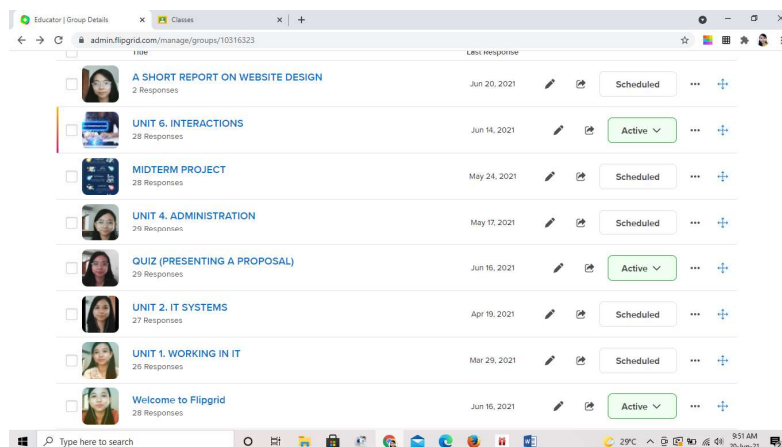 Educator | Group Details
Classes
admin.flipgrid.com/manage/groups/10316323
Title Last Response
A SHORT REPORT ON WEBSITE DESIGN
2 Responses
Jun 20, 2021
Scheduled
UNIT 6. INTERACTIONS
28 Responses
Jun 14, 2021
Active
MIDTERM PROJECT
28 Responses
May 24, 2021
Scheduled
UNIT 4. ADMINISTRATION
29 Responses
May 17, 2021
Scheduled
QUIZ (PRESENTING A PROPOSAL)
29 Responses
Jun 16, 2021
Active
UNIT 2. IT SYSTEMS
27 Responses
Apr 19, 2021
Scheduled
UNIT 1. WORKING IN IT
26 Responses
Mar 29, 2021
Scheduled
Welcome to Flipgrid
28 Responses
Jun 16, 2021
Active
Type here to search
29°C
9:51 AM
20-Jun-21